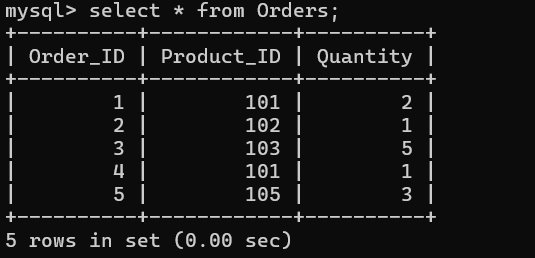 mysql> select * from Orders;
+----------+------------+----------+
| Order_ID | Product_ID | Quantity |
+----------+------------+----------+
|        1 |        101 |        2 |
|        2 |        102 |        1 |
|        3 |        103 |        5 |
|        4 |        101 |        1 |
|        5 |        105 |        3 |
+----------+------------+----------+
5 rows in set (0.00 sec)